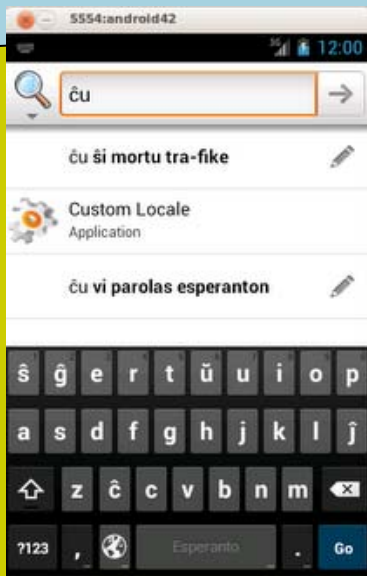 5554:android42
3G 12:00
ĉu
ĉu ŝi mortu tra-fike
Custom Locale
Application
ĉu vi parolas esperanton
ŝ ĝ e r t ŭ u i o p
a s d f g h j k l ĵ
z ĉ c v b n m
?123 , Esperanto . Go